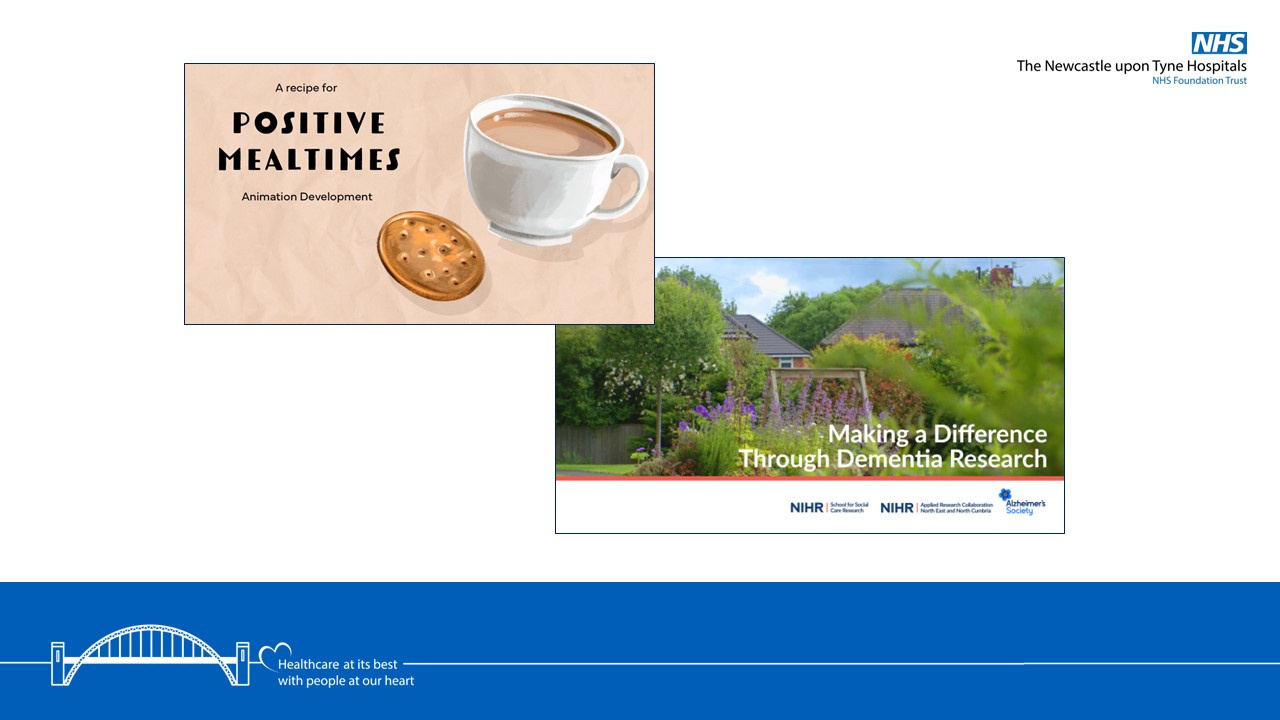 NHS
The Newcastle upon Tyne Hospitals
NHS Foundation Trust
A recipe for
POSITIVE
MEALTIMES
Animation Development
Making a Difference
Through Dementia Research
NIHR | School for Social
Care Research
NIHR | Applied Research Collaboration
North East and North Cumbria
Alzheimer's
Society
Healthcare at its best
with people at our heart